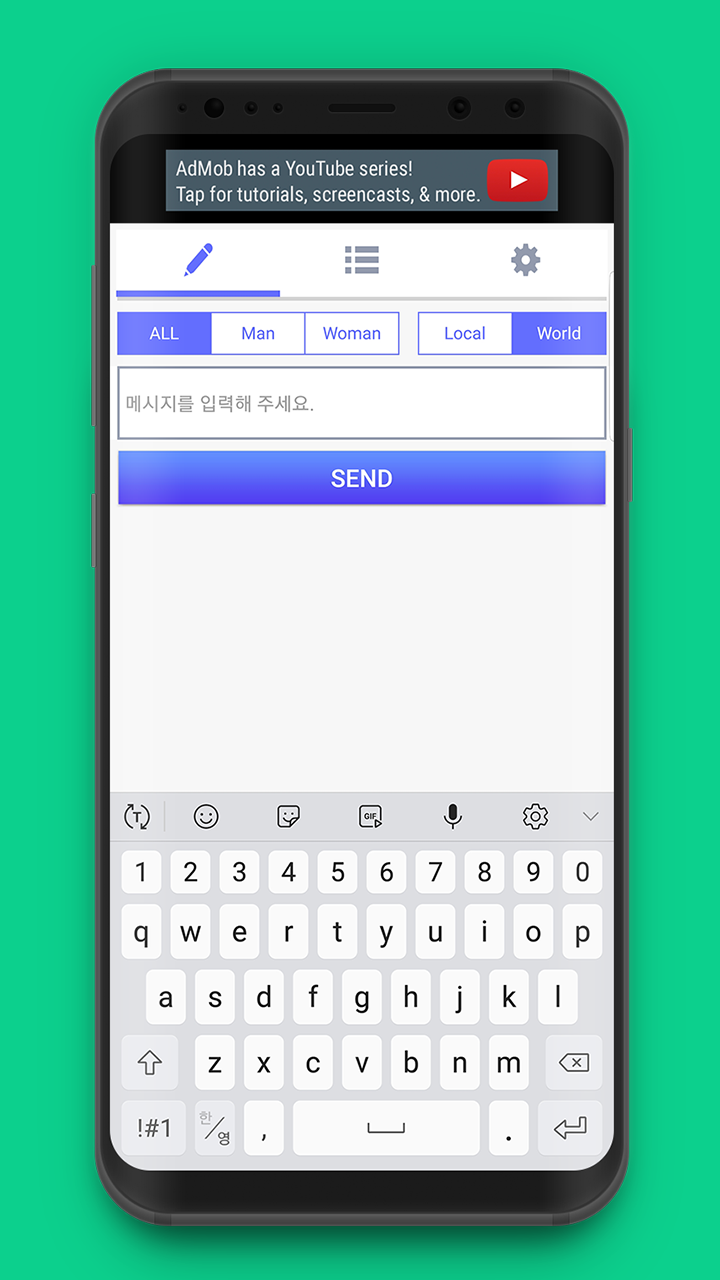 AdMob has a YouTube series!
Tap for tutorials, screencasts, & more.
ALL Man Woman Local World
메시지를 입력해 주세요.
SEND
T GIF
1 2 3 4 5 6 7 8 9 0
q w e r t y u i o p
a s d f g h j k l
z x c v b n m
!#1 한/영 , .